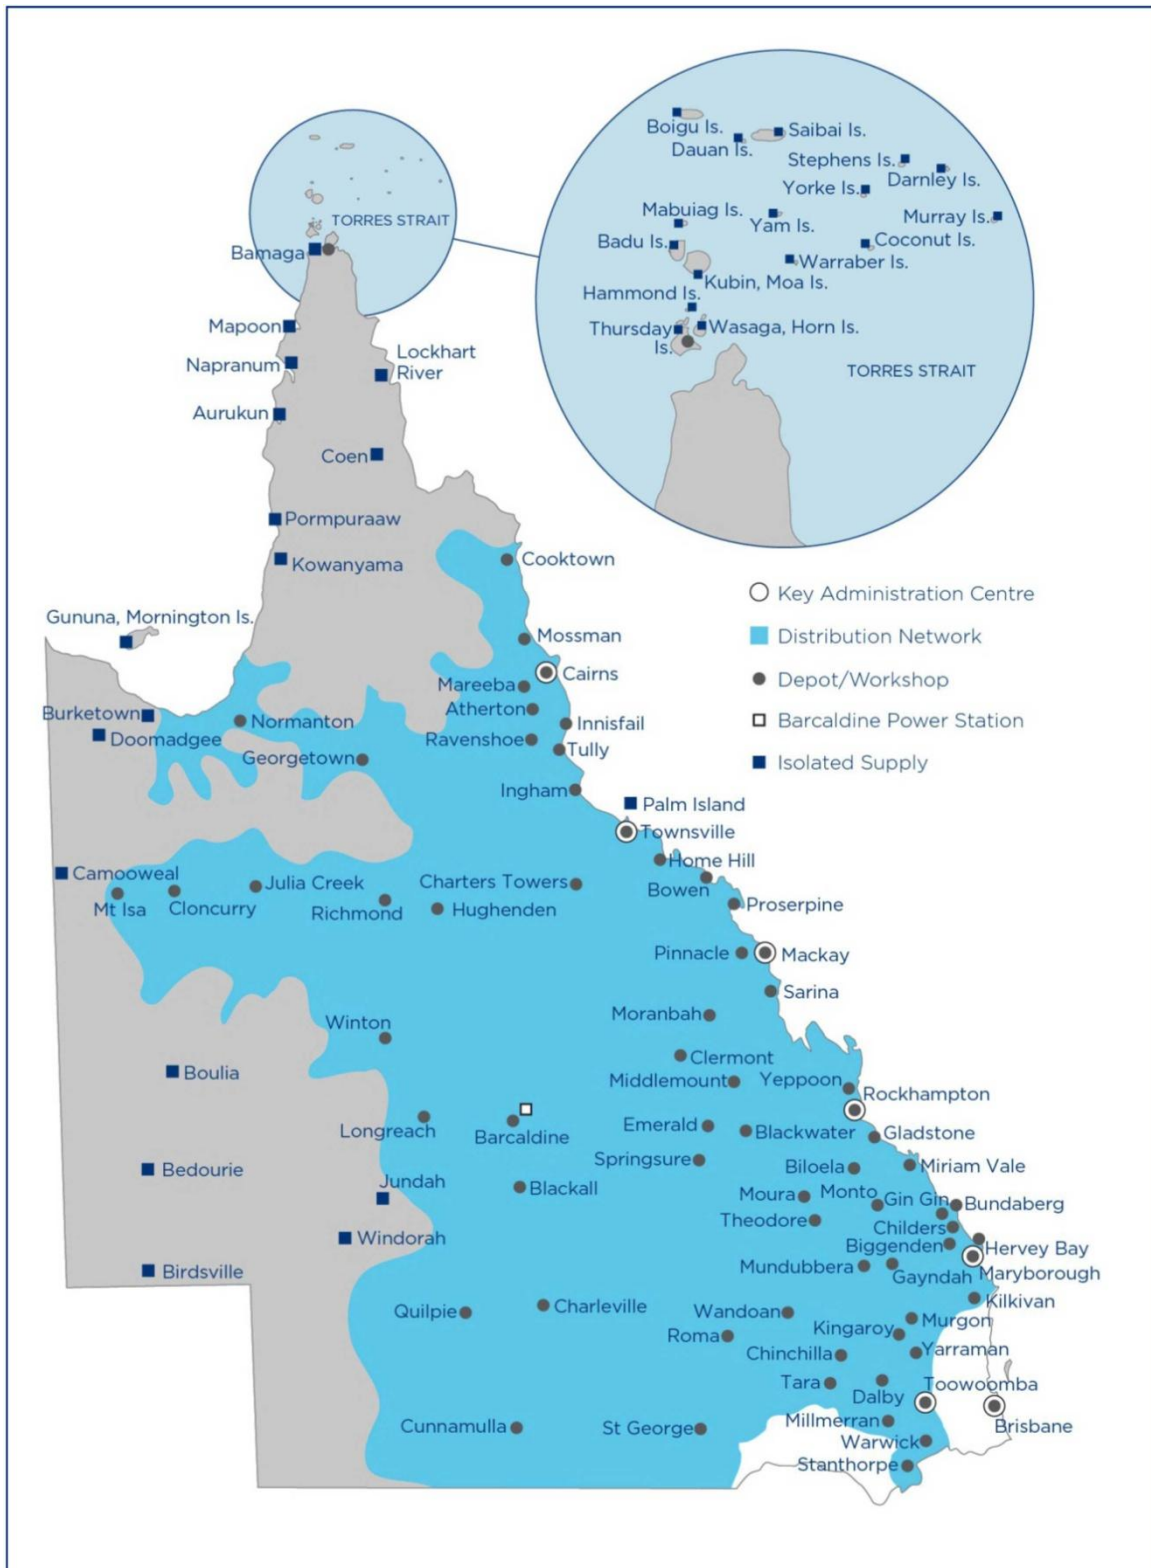 Boigu Is.
Saibai Is.
Dauan Is.
Stephens Is.
Darnley Is.
Yorke Is.
Mabuiag Is.
Yam Is.
Murray Is.
TORRES STRAIT
Badu Is.
Coconut Is.
Bamaga
Warraber Is.
Kubin, Moa Is.
Hammond Is.
Mapoon
Thursday
Is.
Wasaga, Horn Is.
Lockhart
River
Napranum
TORRES STRAIT
Aurukun
Coen
Pormpuraaw
Kowanyama
Cooktown
Key Administration Centre
Gununa, Mornington Is.
Mossman
Distribution Network
Cairns
Mareeba
Depot/Workshop
Burketown
Normanton
Atherton
Innisfail
Barcaldine Power Station
Doomadgee
Ravenshoe
Tully
Georgetown
Isolated Supply
Ingham
Palm Island
Townsville
Home Hill
Camooweal
Julia Creek
Charters Towers
Bowen
Mt Isa
Cloncurry
Richmond
Hughenden
Proserpine
Pinnacle
Mackay
Sarina
Moranbah
Winton
Clermont
Boulia
Middlemount
Yeppoon
Rockhampton
Longreach
Barcaldine
Emerald
Blackwater
Gladstone
Springsure
Biloela
Miriam Vale
Bedourie
Jundah
Blackall
Moura
Monto
Gin Gin
Bundaberg
Theodore
Childers
Windorah
Biggenden
Hervey Bay
Birdsville
Mundubbera
Gayndah
Maryborough
Kilkivan
Quilpie
Charleville
Wandoan
Murgon
Roma
Kingaroy
Chinchilla
Yarraman
Tara
Dalby
Toowoomba
Cunnamulla
St George
Millmerran
Brisbane
Warwick
Stanthorpe